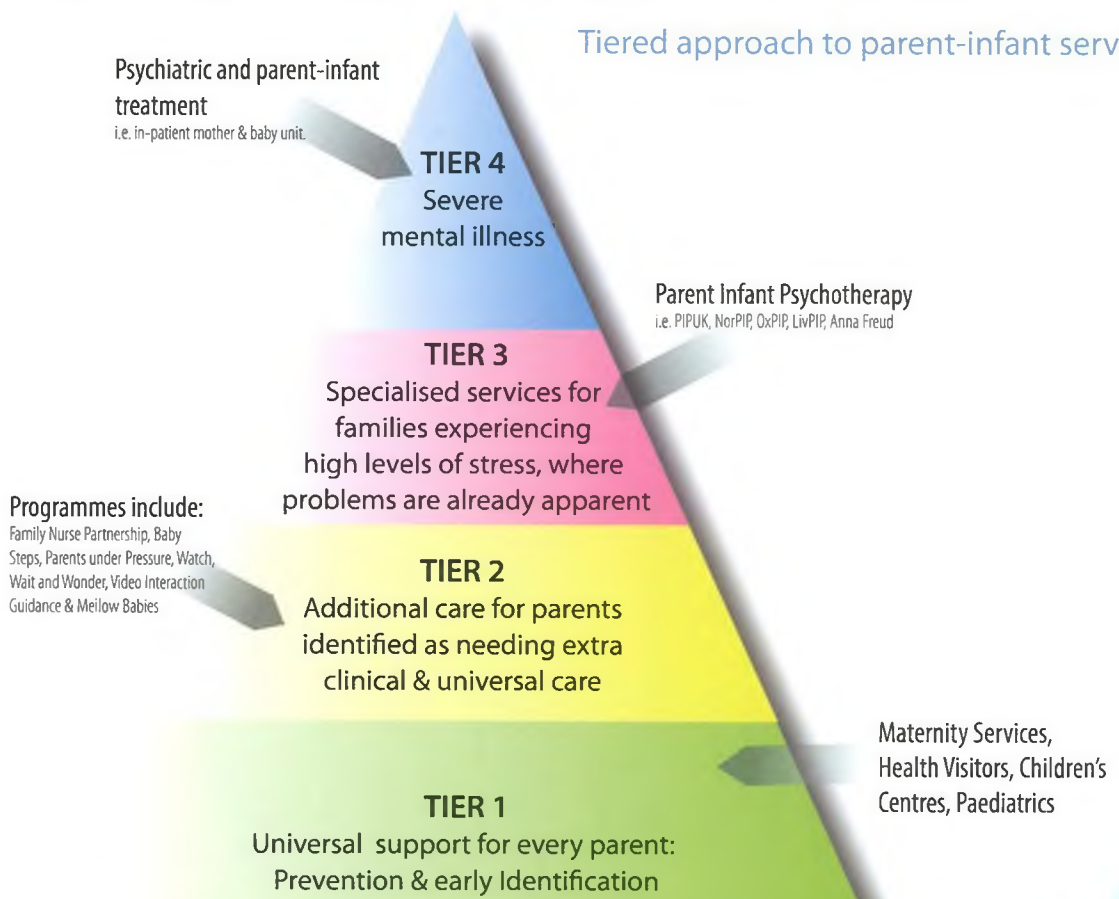 Tiered approach to parent-infant serv
Psychiatric and parent-infant
treatment
i.e. in-patient mother & baby unit.
TIER 4
Severe
mental illness
Parent Infant Psychotherapy
i.e. PIPUK, NorPIP, OxPIP, LivPIP, Anna Freud
TIER 3
Specialised services for
families experiencing
high levels of stress, where
problems are already apparent
Programmes include:
Family Nurse Partnership, Baby
Steps, Parents under Pressure, Watch,
Wait and Wonder, Video Interaction
Guidance & Mellow Babies
TIER 2
Additional care for parents
identified as needing extra
clinical & universal care
Maternity Services,
Health Visitors, Children's
Centres, Paediatrics
TIER 1
Universal support for every parent:
Prevention & early Identification